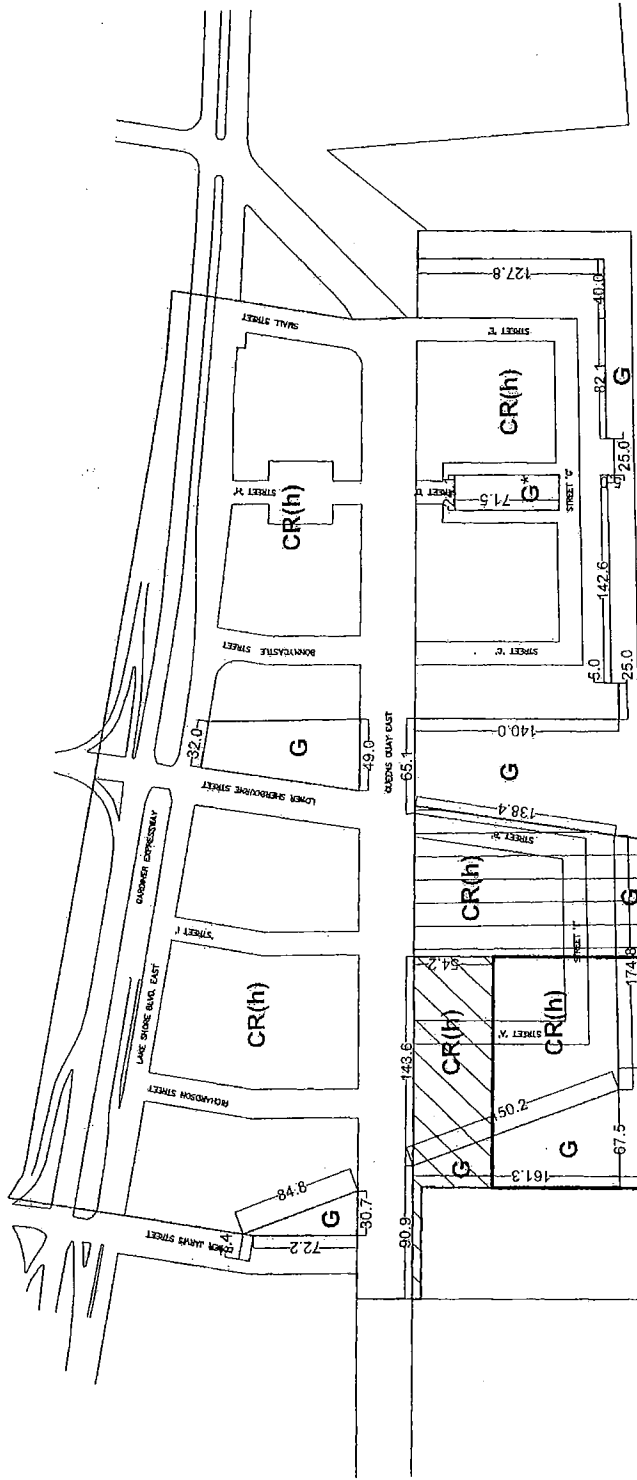 SMALL STREET
127.8
40.0
STREET 'E'
82.1
G
CR(h)
CR(h)
STREET 'H'
STREET 'D'
71.5
G*
STREET 'G'
25.0
142.6
BONNYCASTLE STREET
STREET 'C'
5.0
25.0
32.0
G
49.0
QUEENS QUAY EAST
65.1
140.0
G
LOWER SHERBOURNE STREET
138.4
STREET 'B'
GARDINER EXPRESSWAY
CR(h)
G
STREET 'I'
174.8
LAKE SHORE BLVD. EAST
CR(h)
54.2
CR(h)
CR(h)
STREET 'A'
143.6
RICHARDSON STREET
150.2
G
G
67.5
161.3
84.8
G
30.7
90.9
72.2
LOWER JARVIS STREET